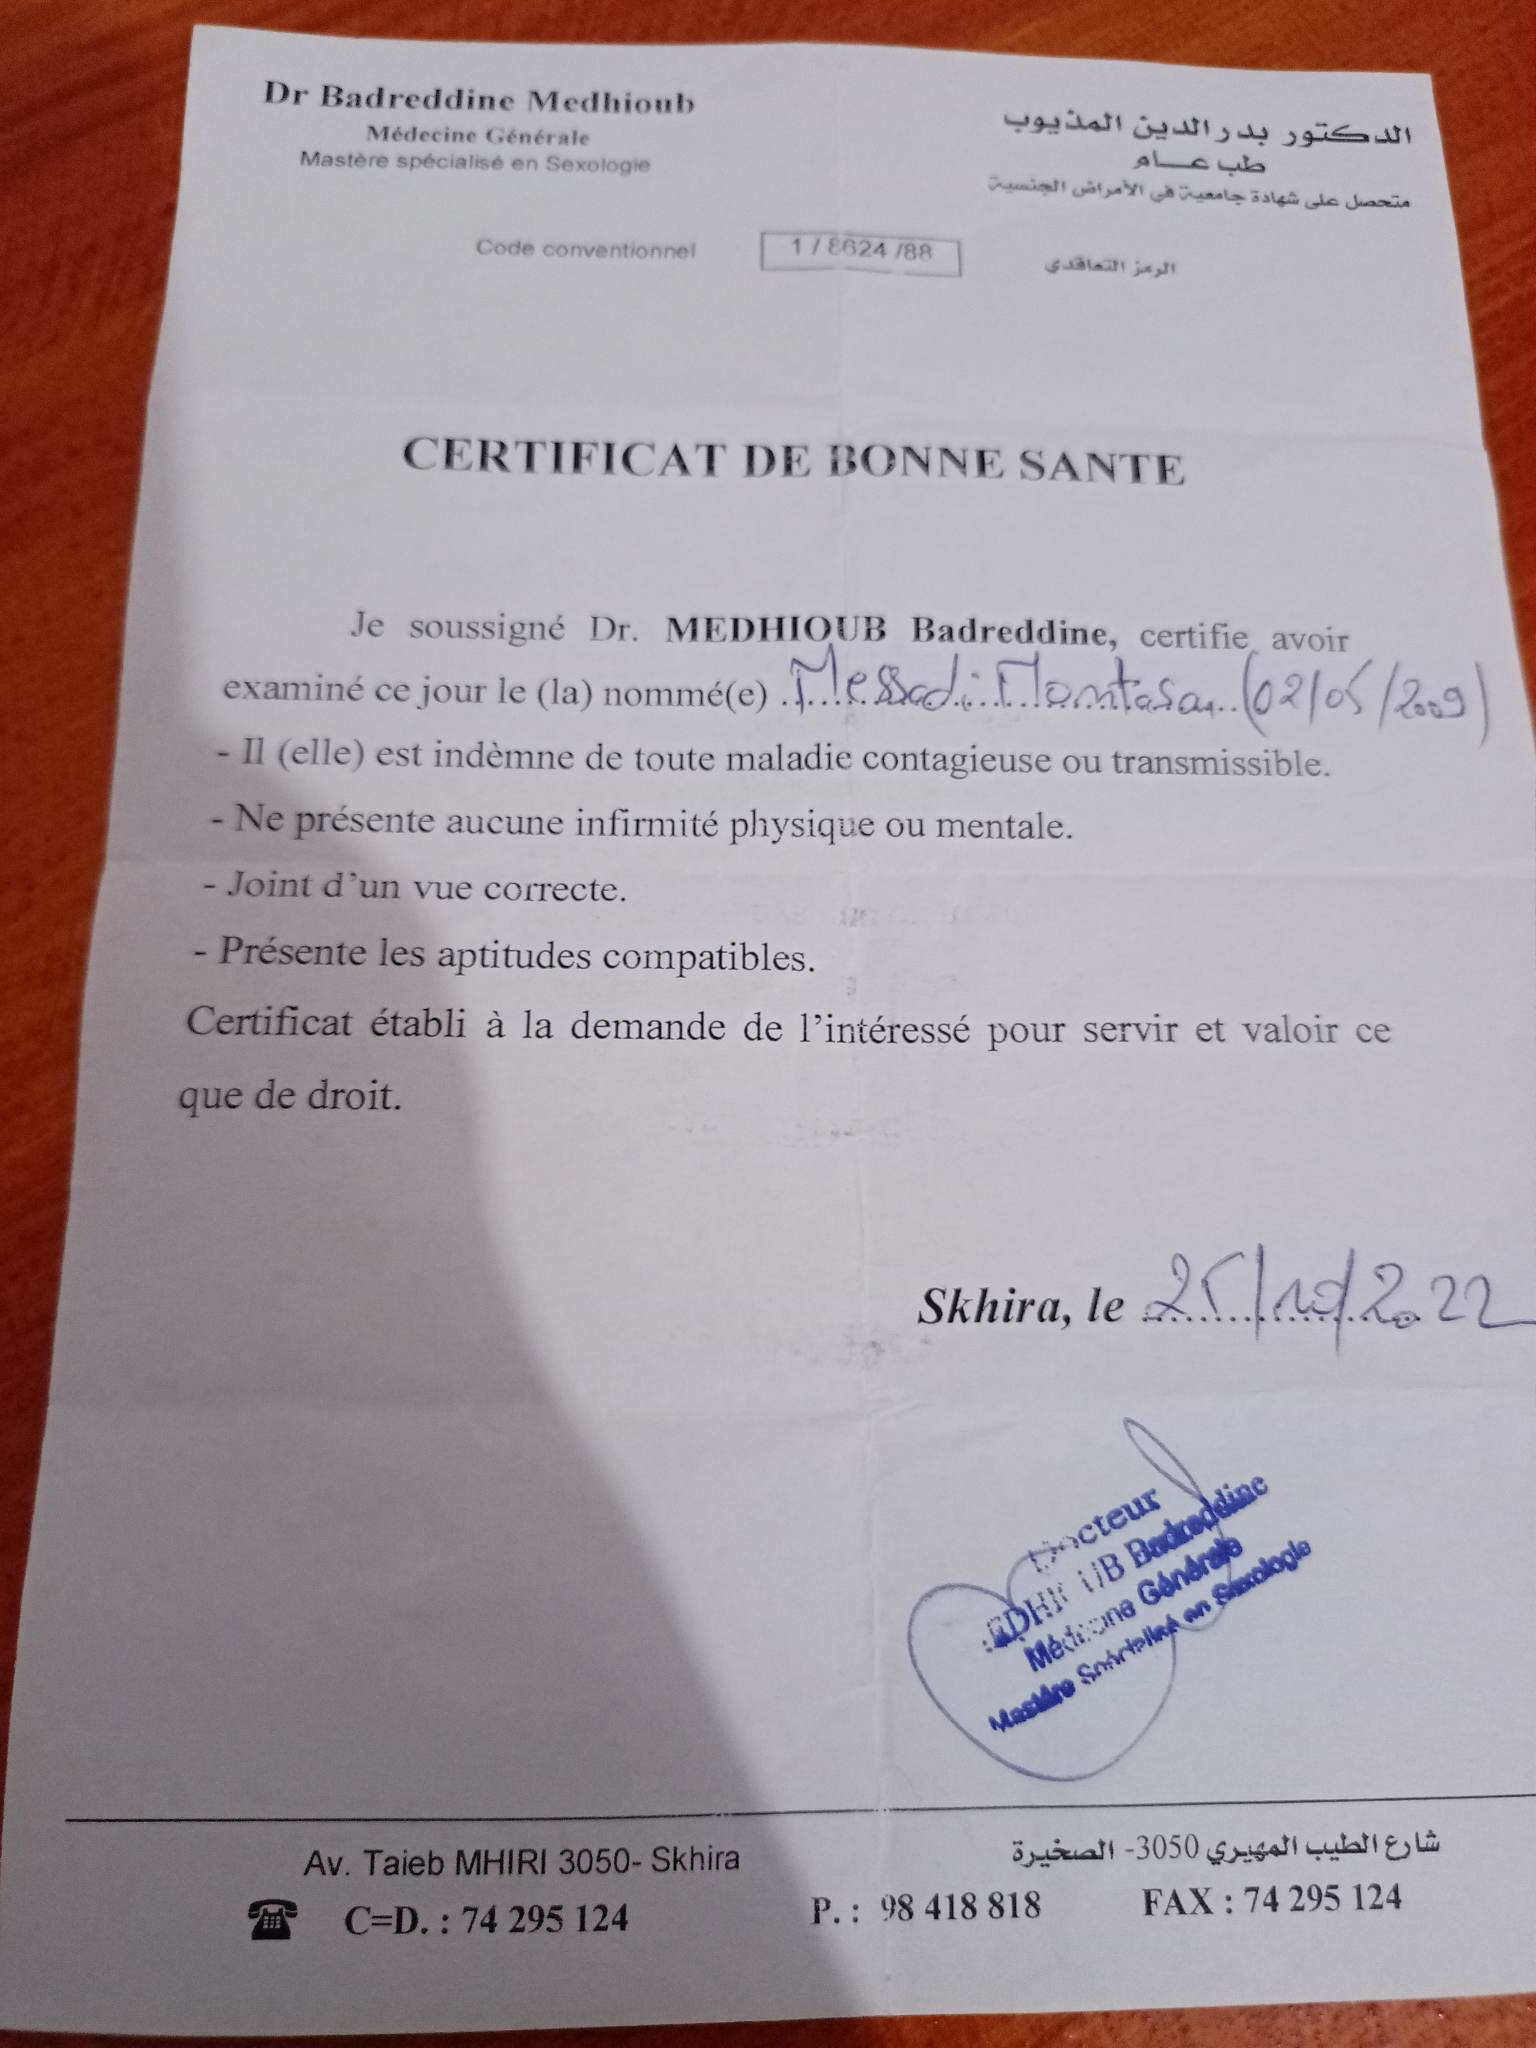 Dr Badreddine Medhioub
Médecine Générale
Mastère spécialisé en Sexologie
الدكتور بدر الدين المذيوب
طب عـــام
متحصل على شهادة جامعية في الأمراض الجنسية
Code conventionnel 1 / 8624 /88 الرمز التعاقدي
CERTIFICAT DE BONNE SANTE
Je soussigné Dr. MEDHIOUB Badreddine, certifie avoir
examiné ce jour le (la) nommé(e) Messadi Montasar (02/05/2009)
- Il (elle) est indèmne de toute maladie contagieuse ou transmissible.
- Ne présente aucune infirmité physique ou mentale.
- Joint d’un vue correcte.
- Présente les aptitudes compatibles.
Certificat établi à la demande de l’intéressé pour servir et valoir ce
que de droit.
Skhira, le 25/10/2022
Docteur
Badreddine
Médecine Générale
Mastère Spécialisé en Sexologie
Av. Taieb MHIRI 3050- Skhira
شارع الطيب المهيري 3050- الصخيرة
C=D. : 74 295 124 P. : 98 418 818 FAX : 74 295 124